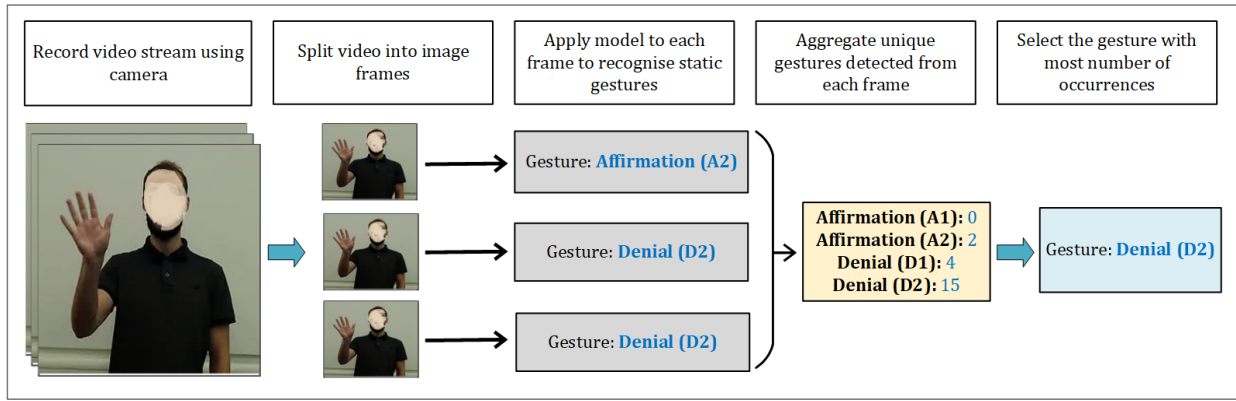 Record video stream using
camera
Split video into image
frames
Apply model to each
frame to recognise static
gestures
Aggregate unique
gestures detected from
each frame
Select the gesture with
most number of
occurrences
Gesture: Affirmation (A2)
Gesture: Denial (D2)
Gesture: Denial (D2)
Affirmation (A1): 0
Affirmation (A2): 2
Denial (D1): 4
Denial (D2): 15
Gesture: Denial (D2)